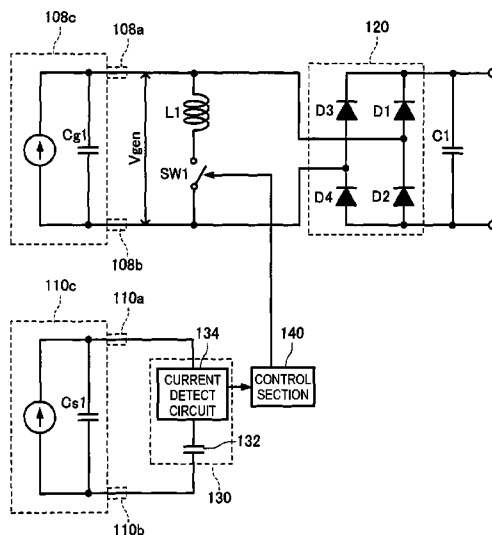 108c
108a
120
L1
D3
D1
Cg1
Vgen
C1
SW1
D4
D2
108b
110c
110a
134
140
CURRENT
DETECT
CIRCUIT
CONTROL
SECTION
Cs1
132
130
110b